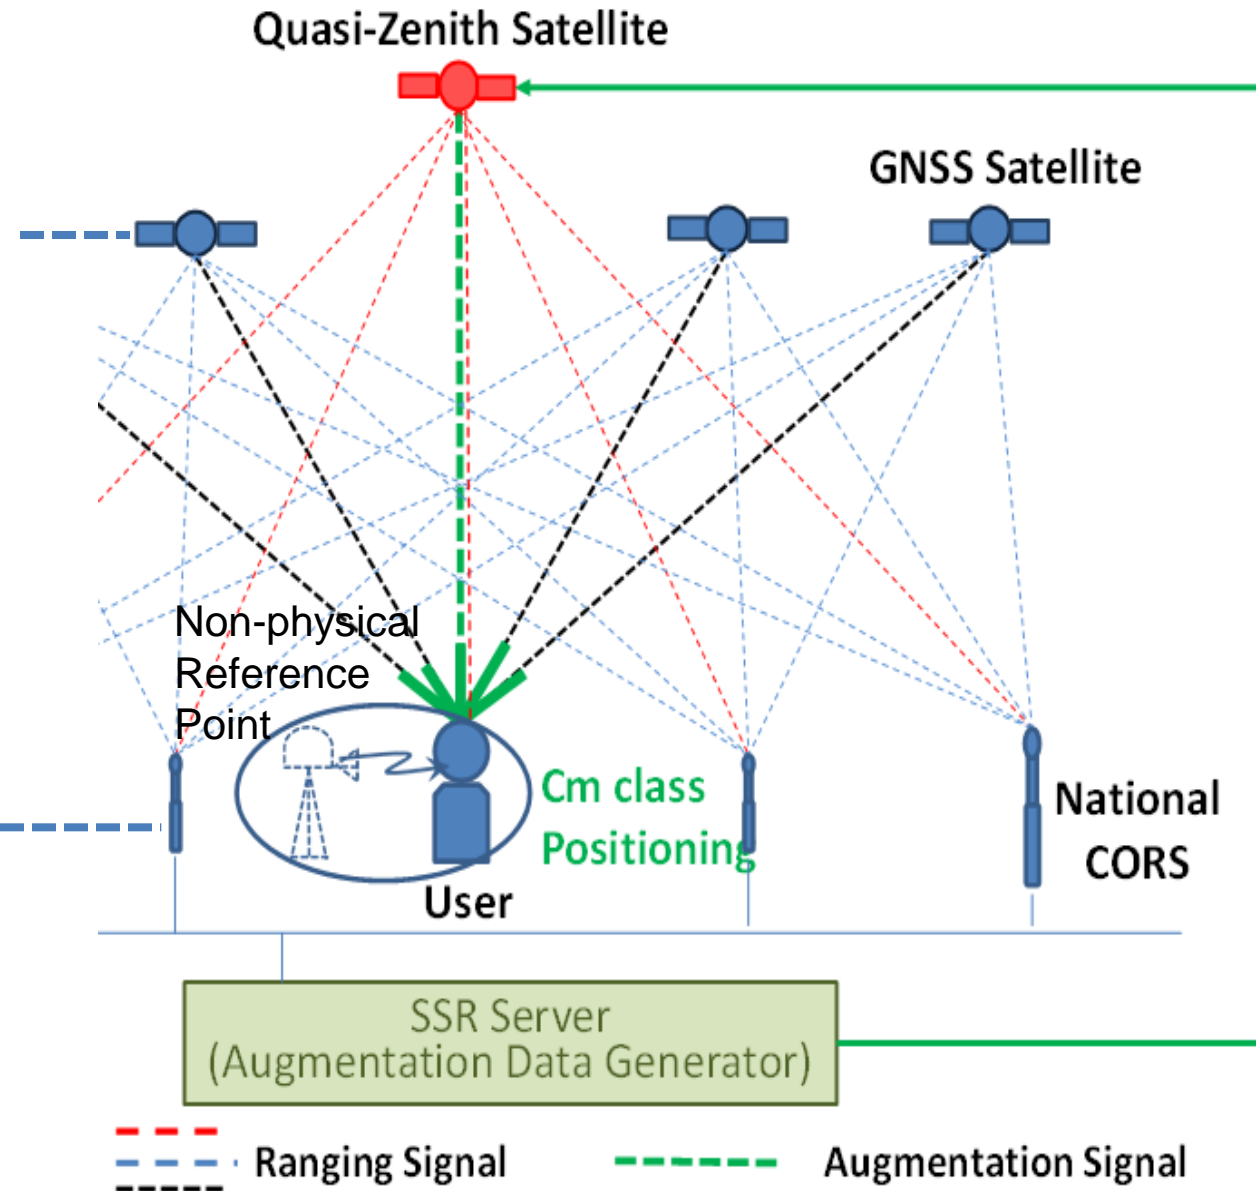 Quasi-Zenith Satellite
GNSS Satellite
Non-physical
Reference
Point
Cm class
Positioning
User
National
CORS
SSR Server
(Augmentation Data Generator)
Ranging Signal
Augmentation Signal